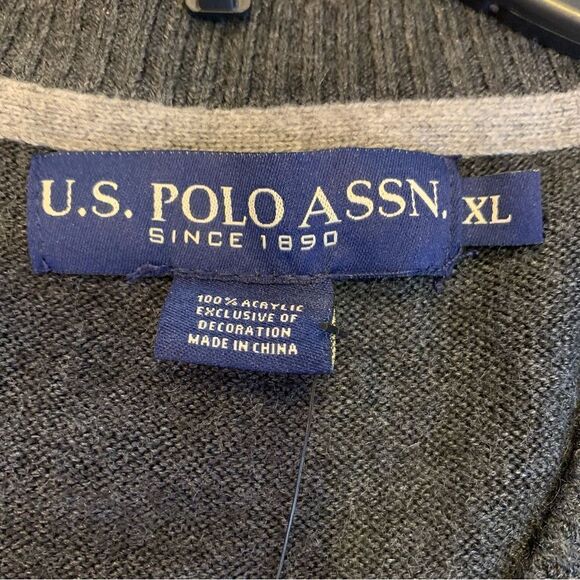 U.S. POLO ASSN.
SINCE 1890
XL
100% ACRYLIC
EXCLUSIVE OF
DECORATION
MADE IN CHINA